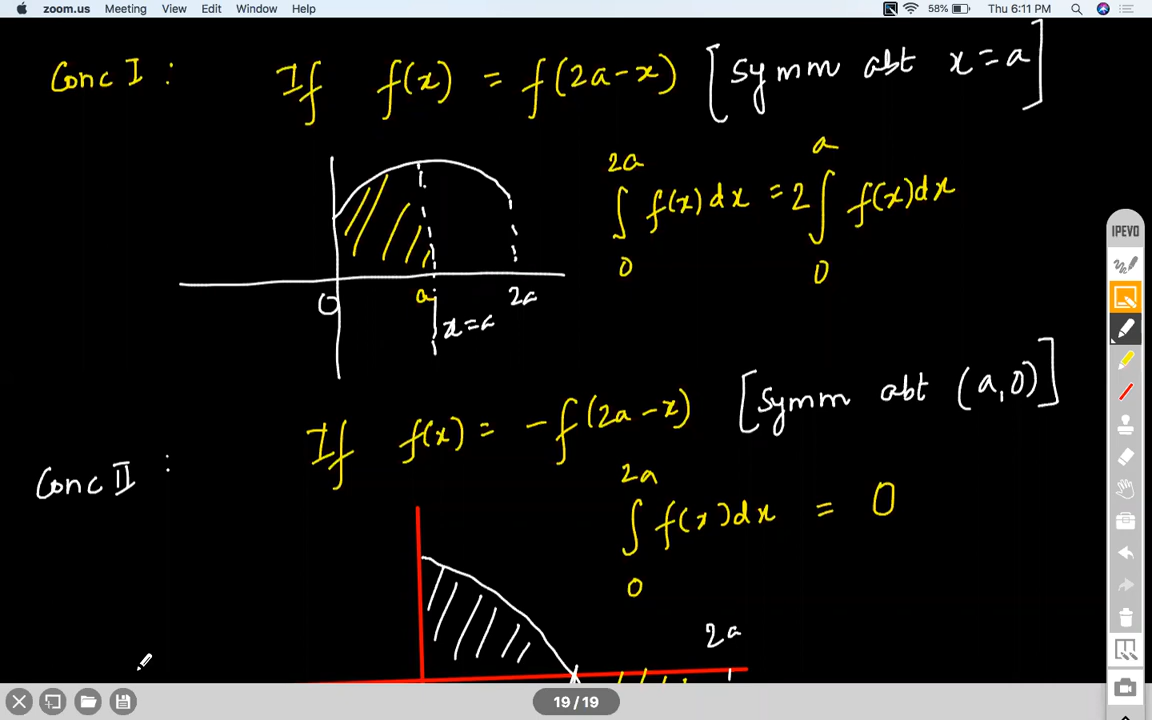 zoom.us Meeting View Edit Window Help 58% Thu 6:11 PM
Conc I : If f(x) = f(2a-x) [Symm abt x=a]
2a a
∫ f(x)dx = 2 ∫ f(x)dx
0 0
0 a 2a
x=a
IPEVO
Conc II : If f(x) = -f(2a-x) [Symm abt (a,0)]
2a
∫ f(x)dx = 0
0
2a
19/19